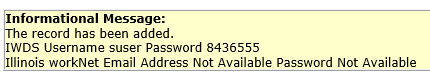 Informational Message:
The record has been added.
IWDS Username suser Password 8436555
Illinois workNet Email Address Not Available Password Not Available